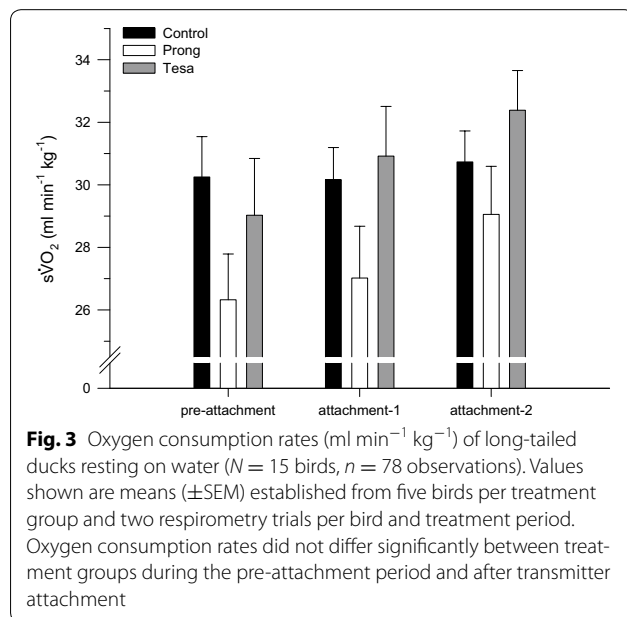 Control
Prong
Tesa
34
32
30
28
26
0
sV̇O₂ (ml min⁻¹ kg⁻¹)
pre-attachment attachment-1 attachment-2
Fig. 3 Oxygen consumption rates (ml min⁻¹ kg⁻¹) of long-tailed
ducks resting on water (N = 15 birds, n = 78 observations). Values
shown are means (±SEM) established from five birds per treatment
group and two respirometry trials per bird and treatment period.
Oxygen consumption rates did not differ significantly between treat-
ment groups during the pre-attachment period and after transmitter
attachment